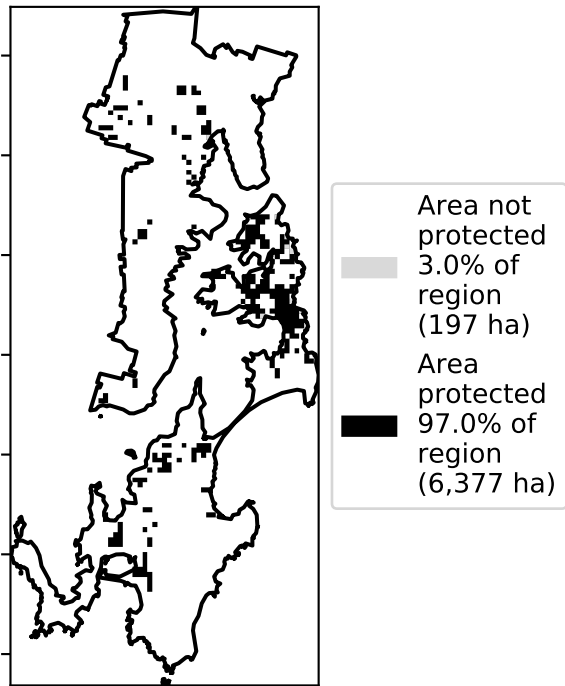 Area not
protected
3.0% of
region
(197 ha)
Area
protected
97.0% of
region
(6,377 ha)